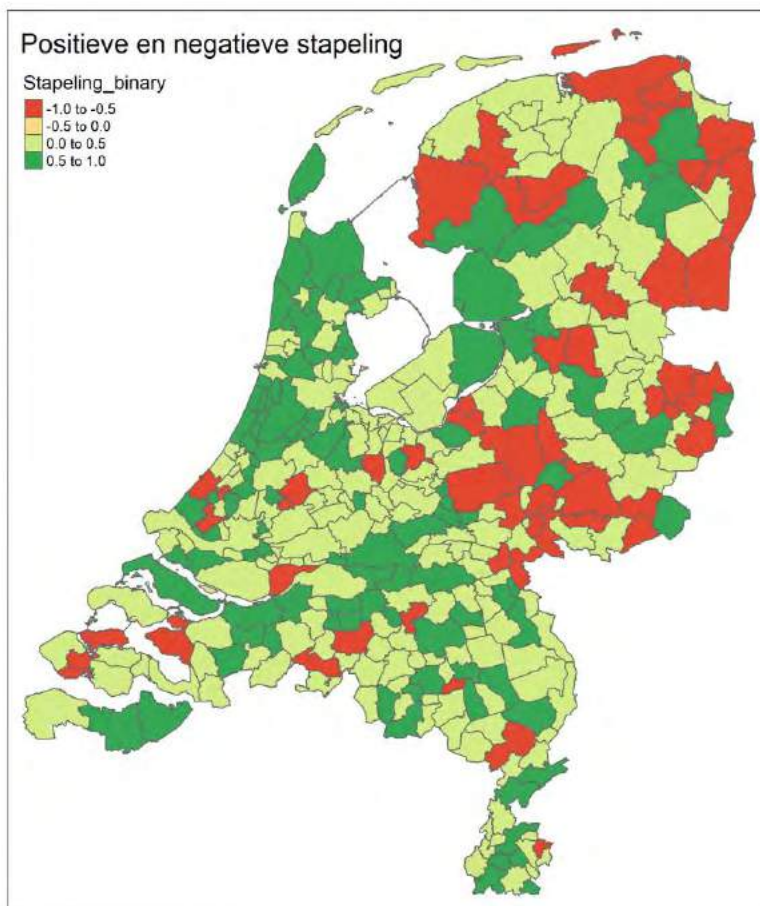 Positieve en negatieve stapeling
Stapeling_binary
-1.0 to -0.5
-0.5 to 0.0
0.0 to 0.5
0.5 to 1.0